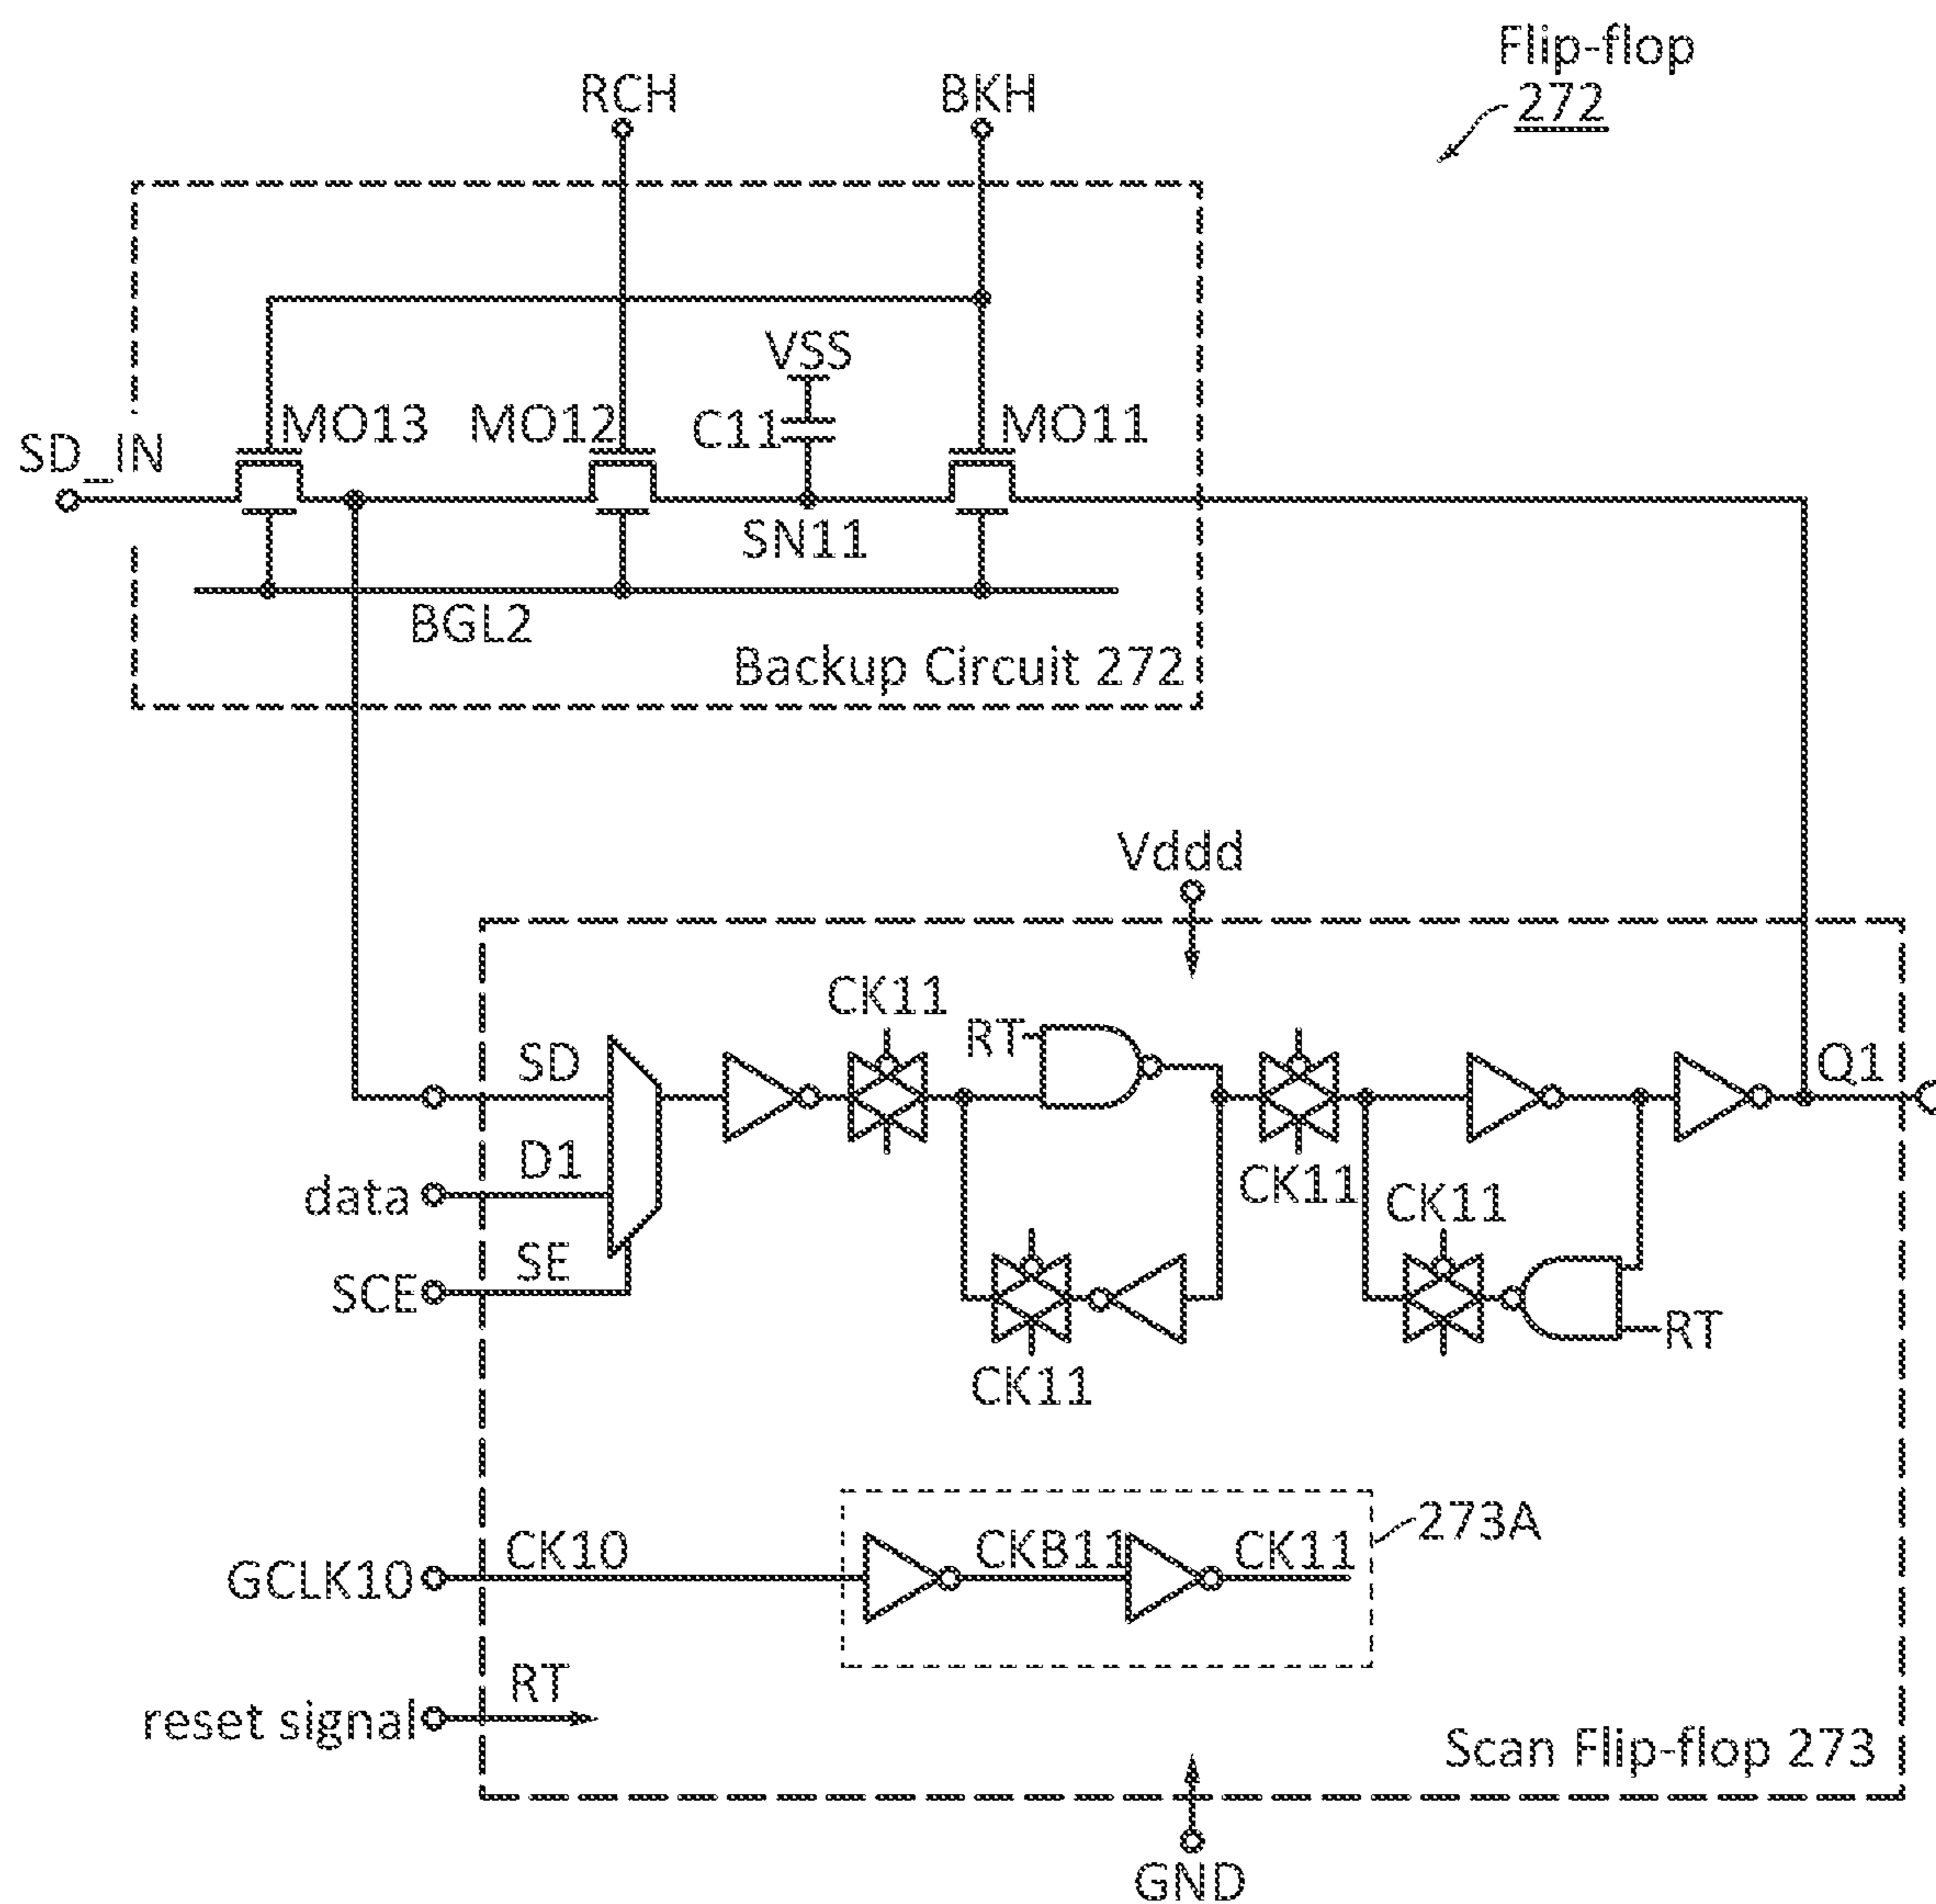 Flip-flop
272
RCH
BKH
VSS
MO13
MO12
C11
MO11
SD_IN
SN11
BGL2
Backup Circuit 272
Vddd
CK11
RT
SD
Q1
D1
CK11
CK11
data
SE
SCE
RT
CK11
273A
CK10
CKB11
CK11
GCLK10
RT
reset signal
Scan Flip-flop 273
GND